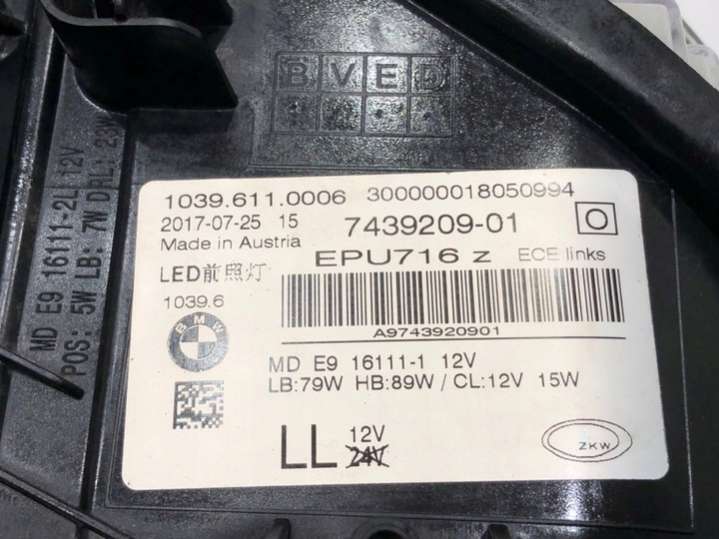 BVED
MD E9 16111-2LL 12V
POS: 5W LB: 7W DRL: 23W
1039.611.0006 300000018050994
2017-07-25 15 7439209-01
Made in Austria
EPU716 z ECE links
LED前照灯
1039.6
BMW
A9743920901
MD E9 16111-1 12V
LB:79W HB:89W / CL:12V 15W
LL 12V
24V
ZKW